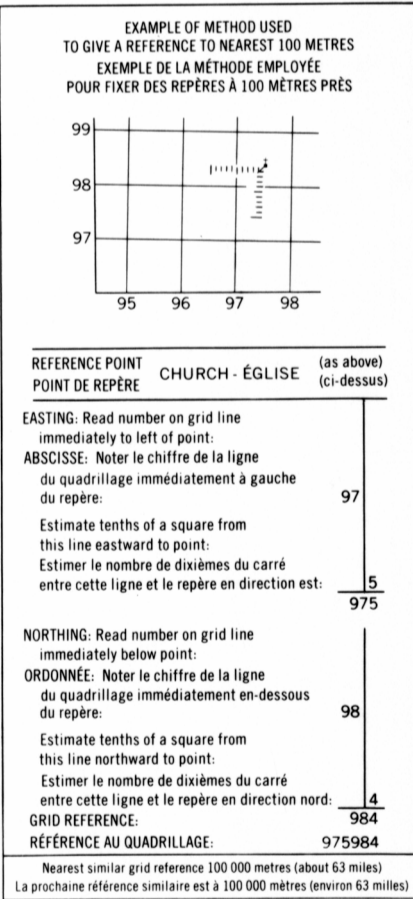 EXAMPLE OF METHOD USED
TO GIVE A REFERENCE TO NEAREST 100 METRES
EXEMPLE DE LA MÉTHODE EMPLOYÉE
POUR FIXER DES REPÈRES À 100 MÈTRES PRÈS
99
98
97
95 96 97 98
REFERENCE POINT
POINT DE REPÈRE
CHURCH - ÉGLISE
(as above)
(ci-dessus)
EASTING: Read number on grid line
immediately to left of point:
ABSCISSE: Noter le chiffre de la ligne
du quadrillage immédiatement à gauche
du repère: 97
Estimate tenths of a square from
this line eastward to point:
Estimer le nombre de dixièmes du carré
entre cette ligne et le repère en direction est: 5
975
NORTHING: Read number on grid line
immediately below point:
ORDONNÉE: Noter le chiffre de la ligne
du quadrillage immédiatement en-dessous
du repère: 98
Estimate tenths of a square from
this line northward to point:
Estimer le nombre de dixièmes du carré
entre cette ligne et le repère en direction nord: 4
GRID REFERENCE: 984
RÉFÉRENCE AU QUADRILLAGE: 975984
Nearest similar grid reference 100 000 metres (about 63 miles)
La prochaine référence similaire est à 100 000 mètres (environ 63 milles)